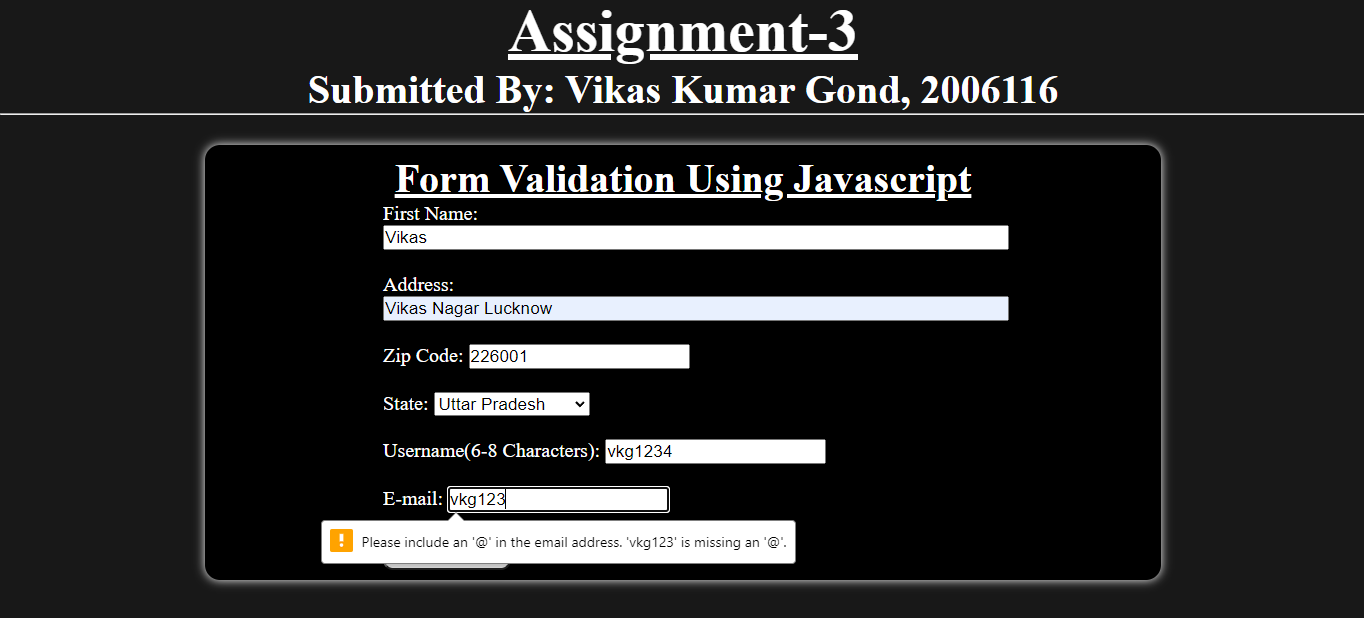 Assignment-3
Submitted By: Vikas Kumar Gond, 2006116
Form Validation Using Javascript
First Name:
Vikas
Address:
Vikas Nagar Lucknow
Zip Code: 226001
State: Uttar Pradesh
Username(6-8 Characters): vkg1234
E-mail: vkg123
! Please include an '@' in the email address. 'vkg123' is missing an '@'.